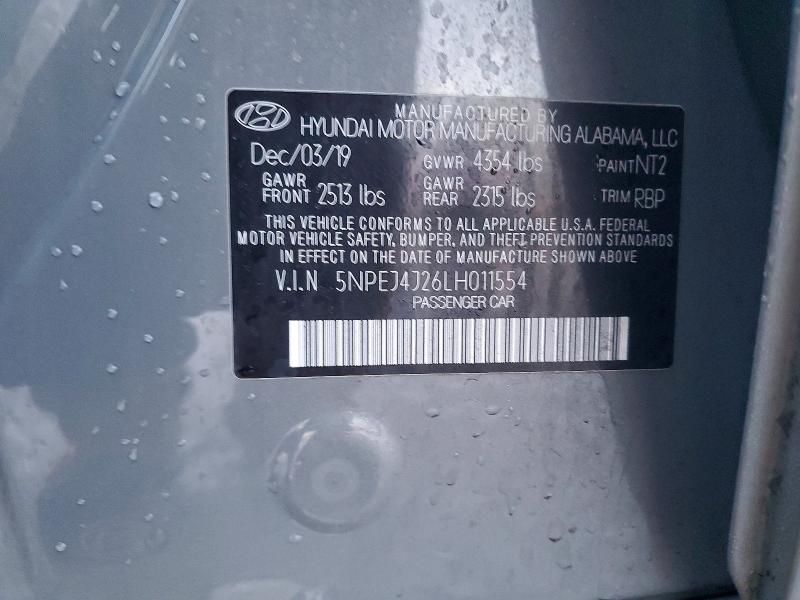 MANUFACTURED BY
HYUNDAI MOTOR MANUFACTURING ALABAMA, LLC
Dec/03/19 GVWR 4354 lbs PAINT NT2
GAWR FRONT 2513 lbs GAWR REAR 2315 lbs TRIM RBP
THIS VEHICLE CONFORMS TO ALL APPLICABLE U.S.A. FEDERAL
MOTOR VEHICLE SAFETY, BUMPER, AND THEFT PREVENTION STANDARDS
IN EFFECT ON THE DATE OF MANUFACTURE SHOWN ABOVE
V.I.N 5NPEJ4J26LH011554
PASSENGER CAR